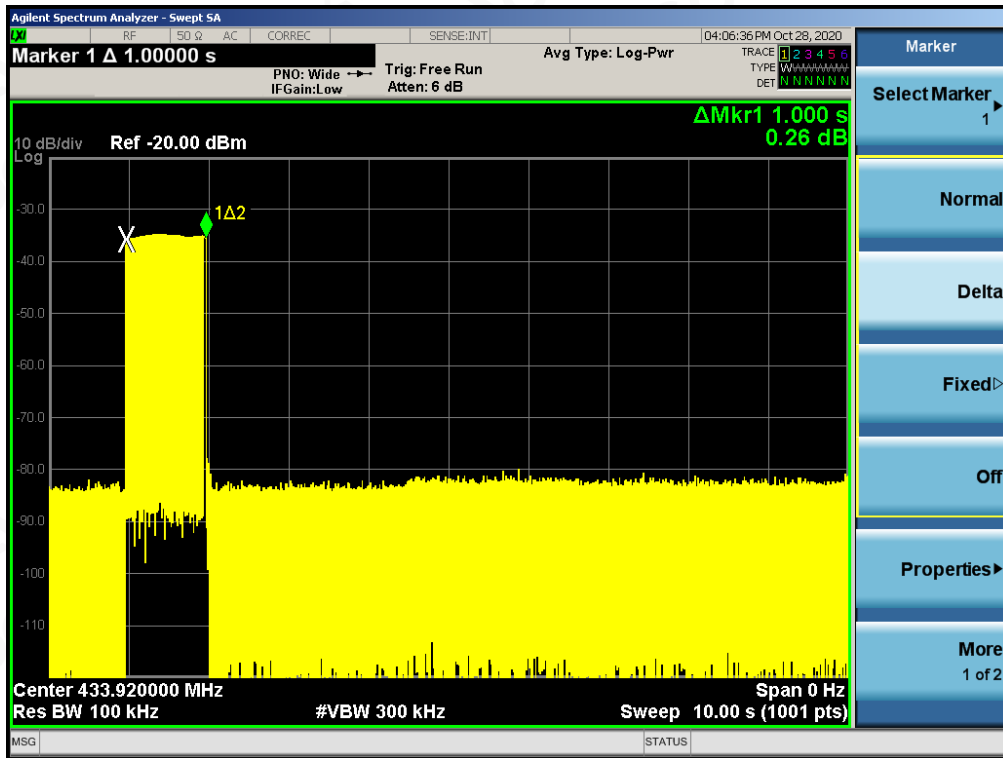 Agilent Spectrum Analyzer - Swept SA
LXI RF 50 Ω AC CORREC SENSE:INT 04:06:36 PM Oct 28, 2020
Marker 1 Δ 1.00000 s
Avg Type: Log-Pwr
TRACE 1 2 3 4 5 6
PNO: Wide
Trig: Free Run
TYPE WWWWWW
IFGain:Low
Atten: 6 dB
DET N N N N N N
ΔMkr1 1.000 s
0.26 dB
10 dB/div Ref -20.00 dBm
Log
-30.0
1Δ2
X
-40.0
-50.0
-60.0
-70.0
-80.0
-90.0
-100
-110
Center 433.920000 MHz Span 0 Hz
Res BW 100 kHz #VBW 300 kHz Sweep 10.00 s (1001 pts)
MSG STATUS
Marker
Select Marker
1
Normal
Delta
Fixed
Off
Properties
More
1 of 2